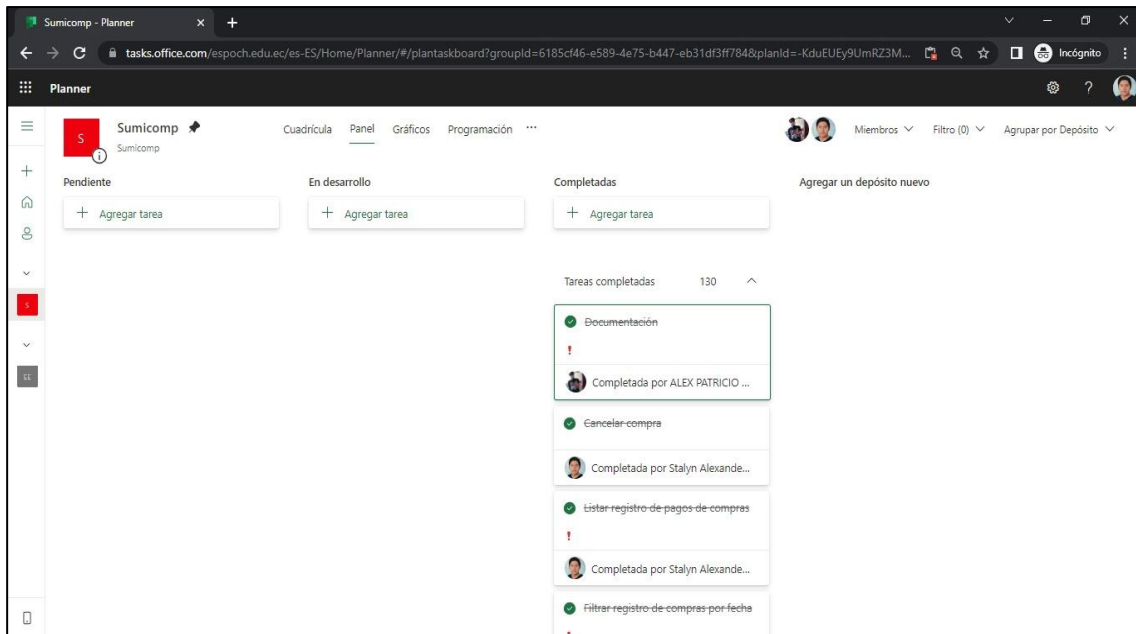 Sumicomp - Planner
tasks.office.com/espoch.edu.ec/es-ES/Home/Planner/#/plantaskboard?groupId=6185cf46-e589-4e75-b447-eb31df3ff784&planId=-KduEUEy9UmRZ3M...
Incógnito
Planner
S
Sumicomp
Sumicomp
Cuadrícula Panel Gráficos Programación ...
Miembros Filtro (0) Agrupar por Depósito
Pendiente En desarrollo Completadas Agregar un depósito nuevo
+ Agregar tarea + Agregar tarea + Agregar tarea
Tareas completadas 130
S
Documentación
!
Completada por ALEX PATRICIO ...
Cancelar compra
Completada por Stalyn Alexande...
Listar registro de pagos de compras
!
Completada por Stalyn Alexande...
Filtrar registro de compras por fecha